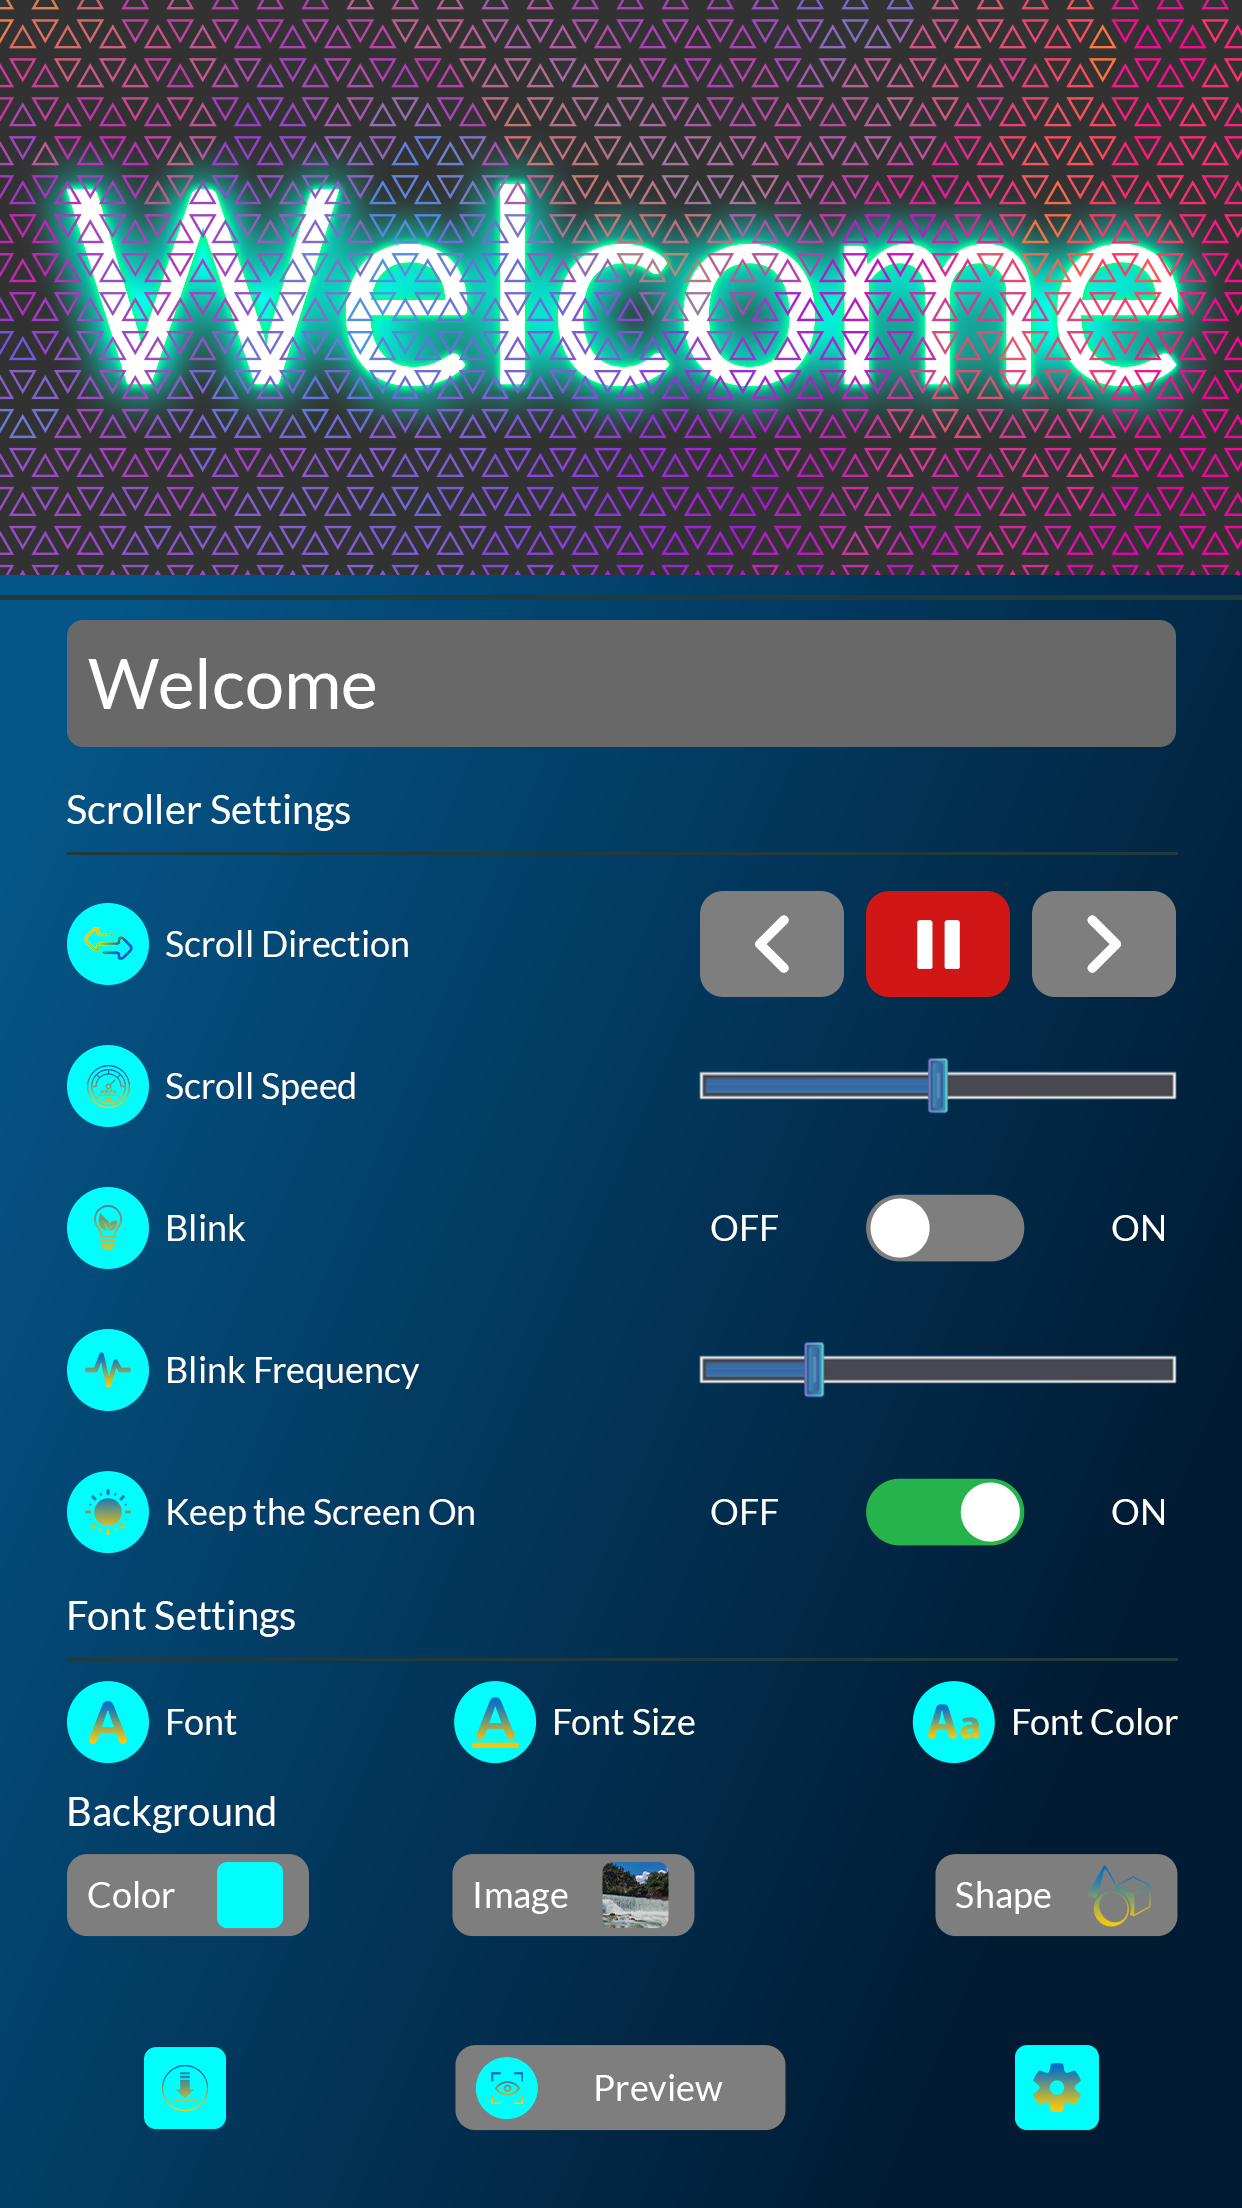 Welcome
Welcome
Scroller Settings
Scroll Direction
Scroll Speed
Blink
OFF ON
Blink Frequency
Keep the Screen On
OFF ON
Font Settings
Font Font Size Font Color
Background
Color Image Shape
Preview